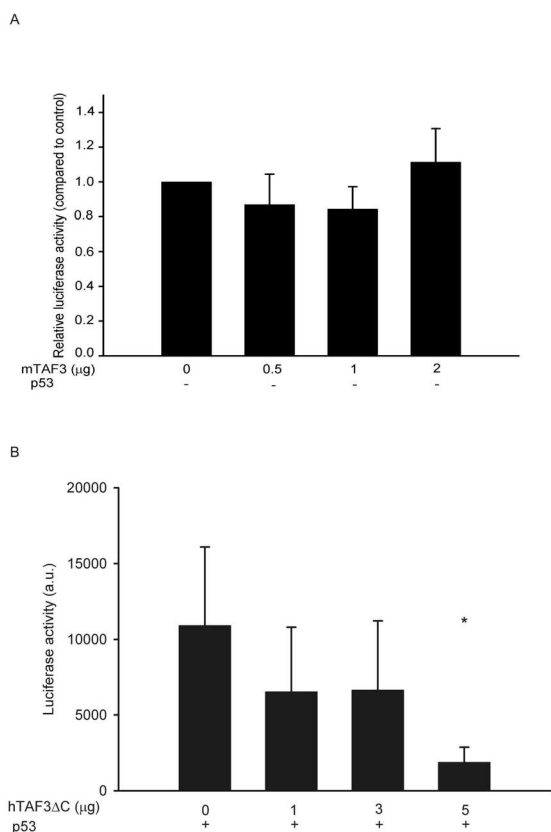 A
Relative luciferase activity (compared to control)
1.4
1.2
1.0
0.8
0.6
0.4
0.2
0.0
mTAF3 (μg) 0 0.5 1 2
p53 - - - -
B
Luciferase activity (a.u.)
20000
15000
10000
5000
0
*
hTAF3ΔC (μg) 0 1 3 5
p53 + + + +